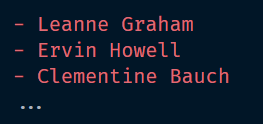 - Leanne Graham
- Ervin Howell
- Clementine Bauch
...